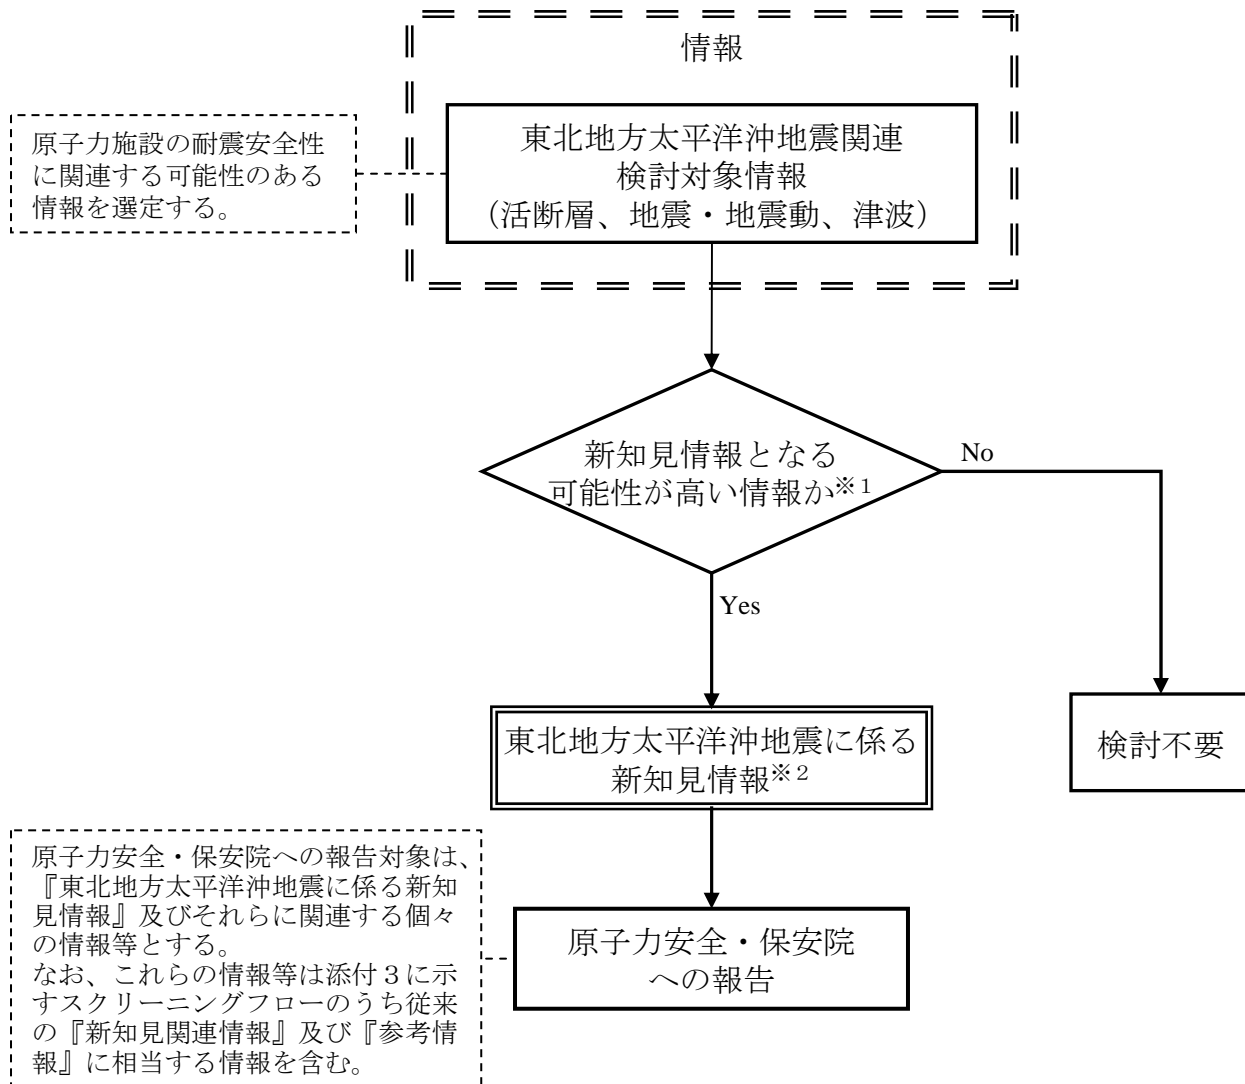 情報
原子力施設の耐震安全性
に関連する可能性のある
情報を選定する。
東北地方太平洋沖地震関連
検討対象情報
（活断層、地震・地震動、津波）
新知見情報となる
可能性が高い情報か※1
No
Yes
東北地方太平洋沖地震に係る
新知見情報※2
検討不要
原子力安全・保安院への報告対象は、
『東北地方太平洋沖地震に係る新知
見情報』及びそれらに関連する個々
の情報等とする。
なお、これらの情報等は添付３に示
すスクリーニングフローのうち従来
の『新知見関連情報』及び『参考情
報』に相当する情報を含む。
原子力安全・保安院
への報告